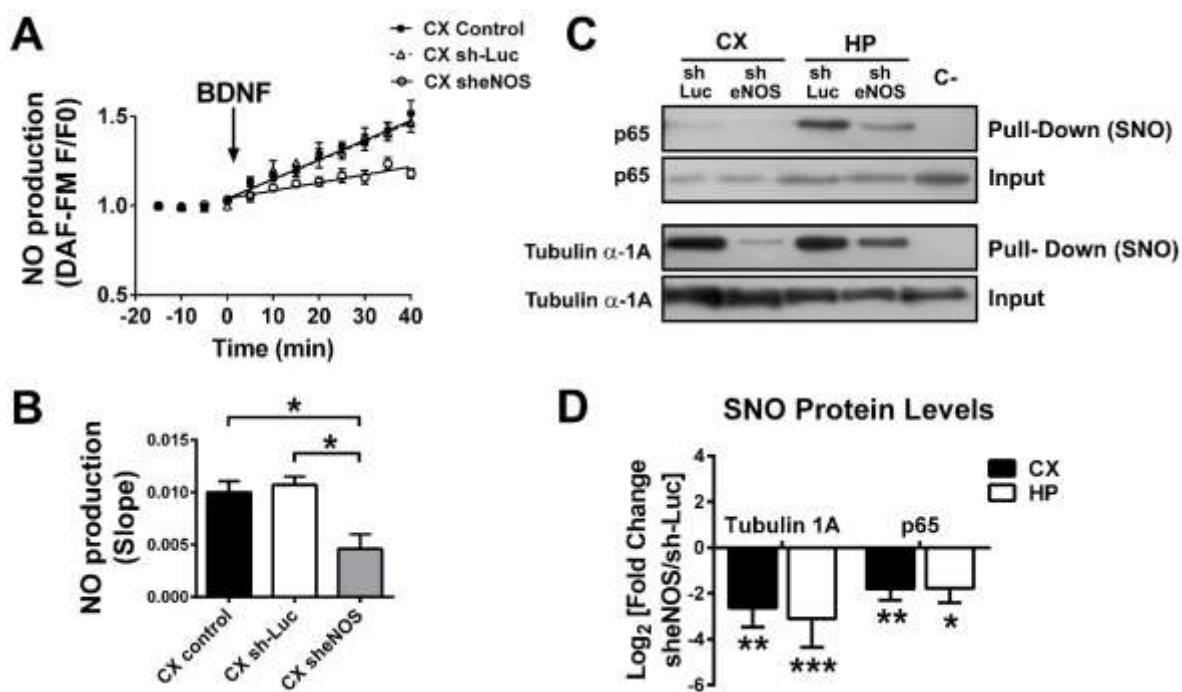 A
CX Control
CX sh-Luc
CX sheNOS
BDNF
NO production
(DAF-FM F/F0)
1.5
1.0
0.5
-20 -10 0 10 20 30 40
Time (min)
B
*
*
NO production
(Slope)
0.015
0.010
0.005
0.000
CX control
CX sh-Luc
CX sheNOS
C
CX HP
sh Luc sh eNOS sh Luc sh eNOS C-
p65 Pull-Down (SNO)
p65 Input
Tubulin α-1A Pull- Down (SNO)
Tubulin α-1A Input
D
SNO Protein Levels
Log2 [Fold Change
sheNOS/sh-Luc]
4
2
0
-2
-4
-6
CX
HP
Tubulin 1A p65
** *** ** *